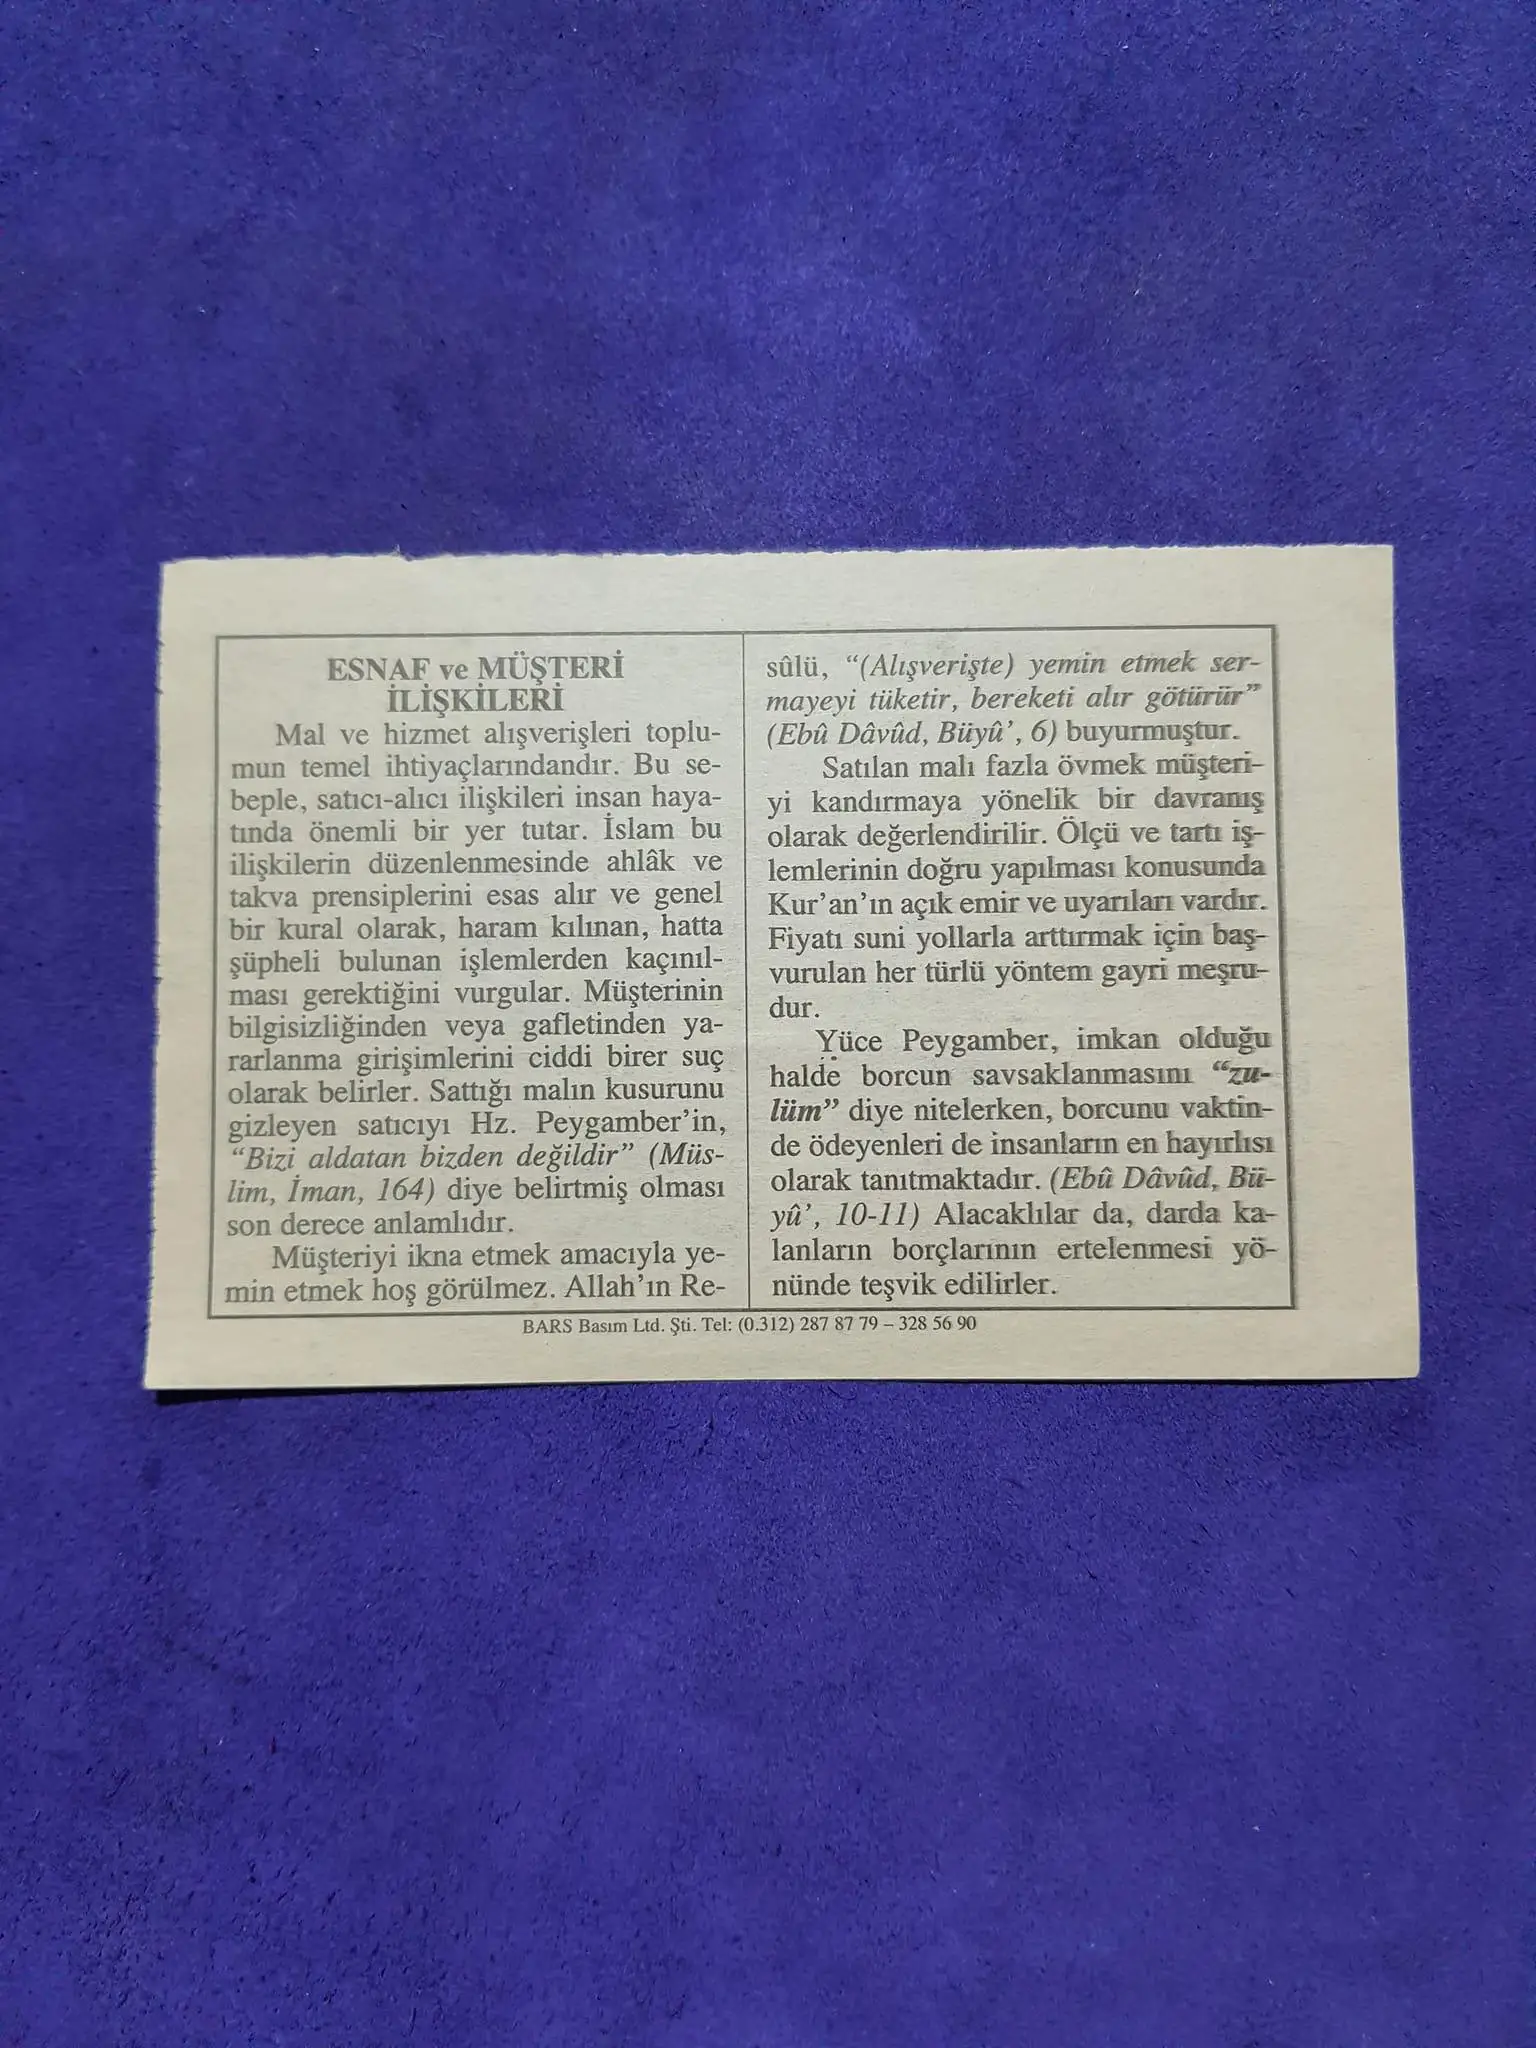 ESNAF ve MÜŞTERİ
İLİŞKİLERİ
Mal ve hizmet alışverişleri toplu-
mun temel ihtiyaçlarındandır. Bu se-
beple, satıcı-alıcı ilişkileri insan haya-
tında önemli bir yer tutar. İslam bu
ilişkilerin düzenlenmesinde ahlâk ve
takva prensiplerini esas alır ve genel
bir kural olarak, haram kılınan, hatta
şüpheli bulunan işlemlerden kaçınıl-
ması gerektiğini vurgular. Müşterinin
bilgisizliğinden veya gafletinden ya-
rarlanma girişimlerini ciddi birer suç
olarak belirler. Sattığı malın kusurunu
gizleyen satıcıyı Hz. Peygamber’in,
“Bizi aldatan bizden değildir” (Müs-
lim, İman, 164) diye belirtmiş olması
son derece anlamlıdır.
Müşteriyi ikna etmek amacıyla ye-
min etmek hoş görülmez. Allah’ın Re-
sûlü, “(Alışverişte) yemin etmek ser-
mayeyi tüketir, bereketi alır götürür”
(Ebû Dâvûd, Büyû’, 6) buyurmuştur.
Satılan malı fazla övmek müşteri-
yi kandırmaya yönelik bir davranış
olarak değerlendirilir. Ölçü ve tartı iş-
lemlerinin doğru yapılması konusunda
Kur’an’ın açık emir ve uyarıları vardır.
Fiyatı suni yollarla arttırmak için baş-
vurulan her türlü yöntem gayri meşru-
dur.
Yüce Peygamber, imkan olduğu
halde borcun savsaklanmasını “zu-
lüm” diye nitelerken, borcunu vaktin-
de ödeyenleri de insanların en hayırlısı
olarak tanıtmaktadır. (Ebû Dâvûd, Bü-
yû’, 10-11) Alacaklılar da, darda ka-
lanların borçlarının ertelenmesi yö-
nünde teşvik edilirler.
BARS Basım Ltd. Şti. Tel: (0.312) 287 87 79 – 328 56 90